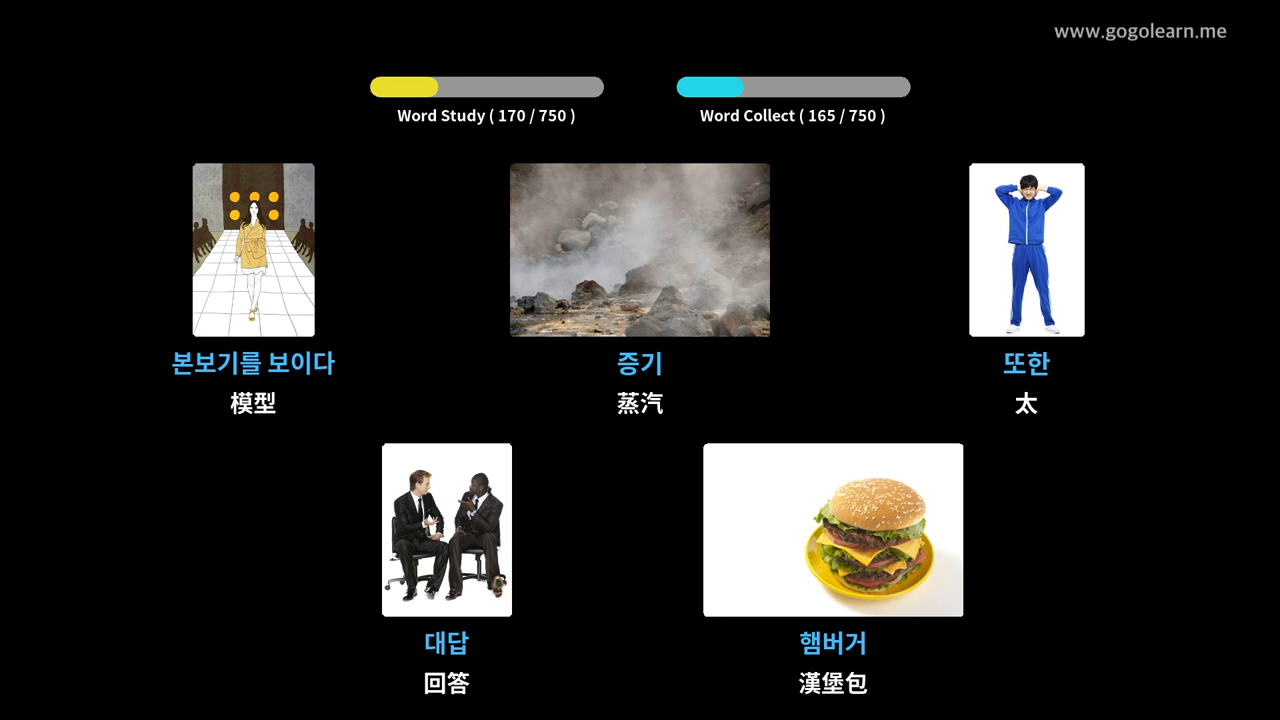 www.gogolearn.me
Word Study ( 170 / 750 )
Word Collect ( 165 / 750 )
본보기를 보이다
模型
증기
蒸汽
또한
太
대답
回答
햄버거
漢堡包